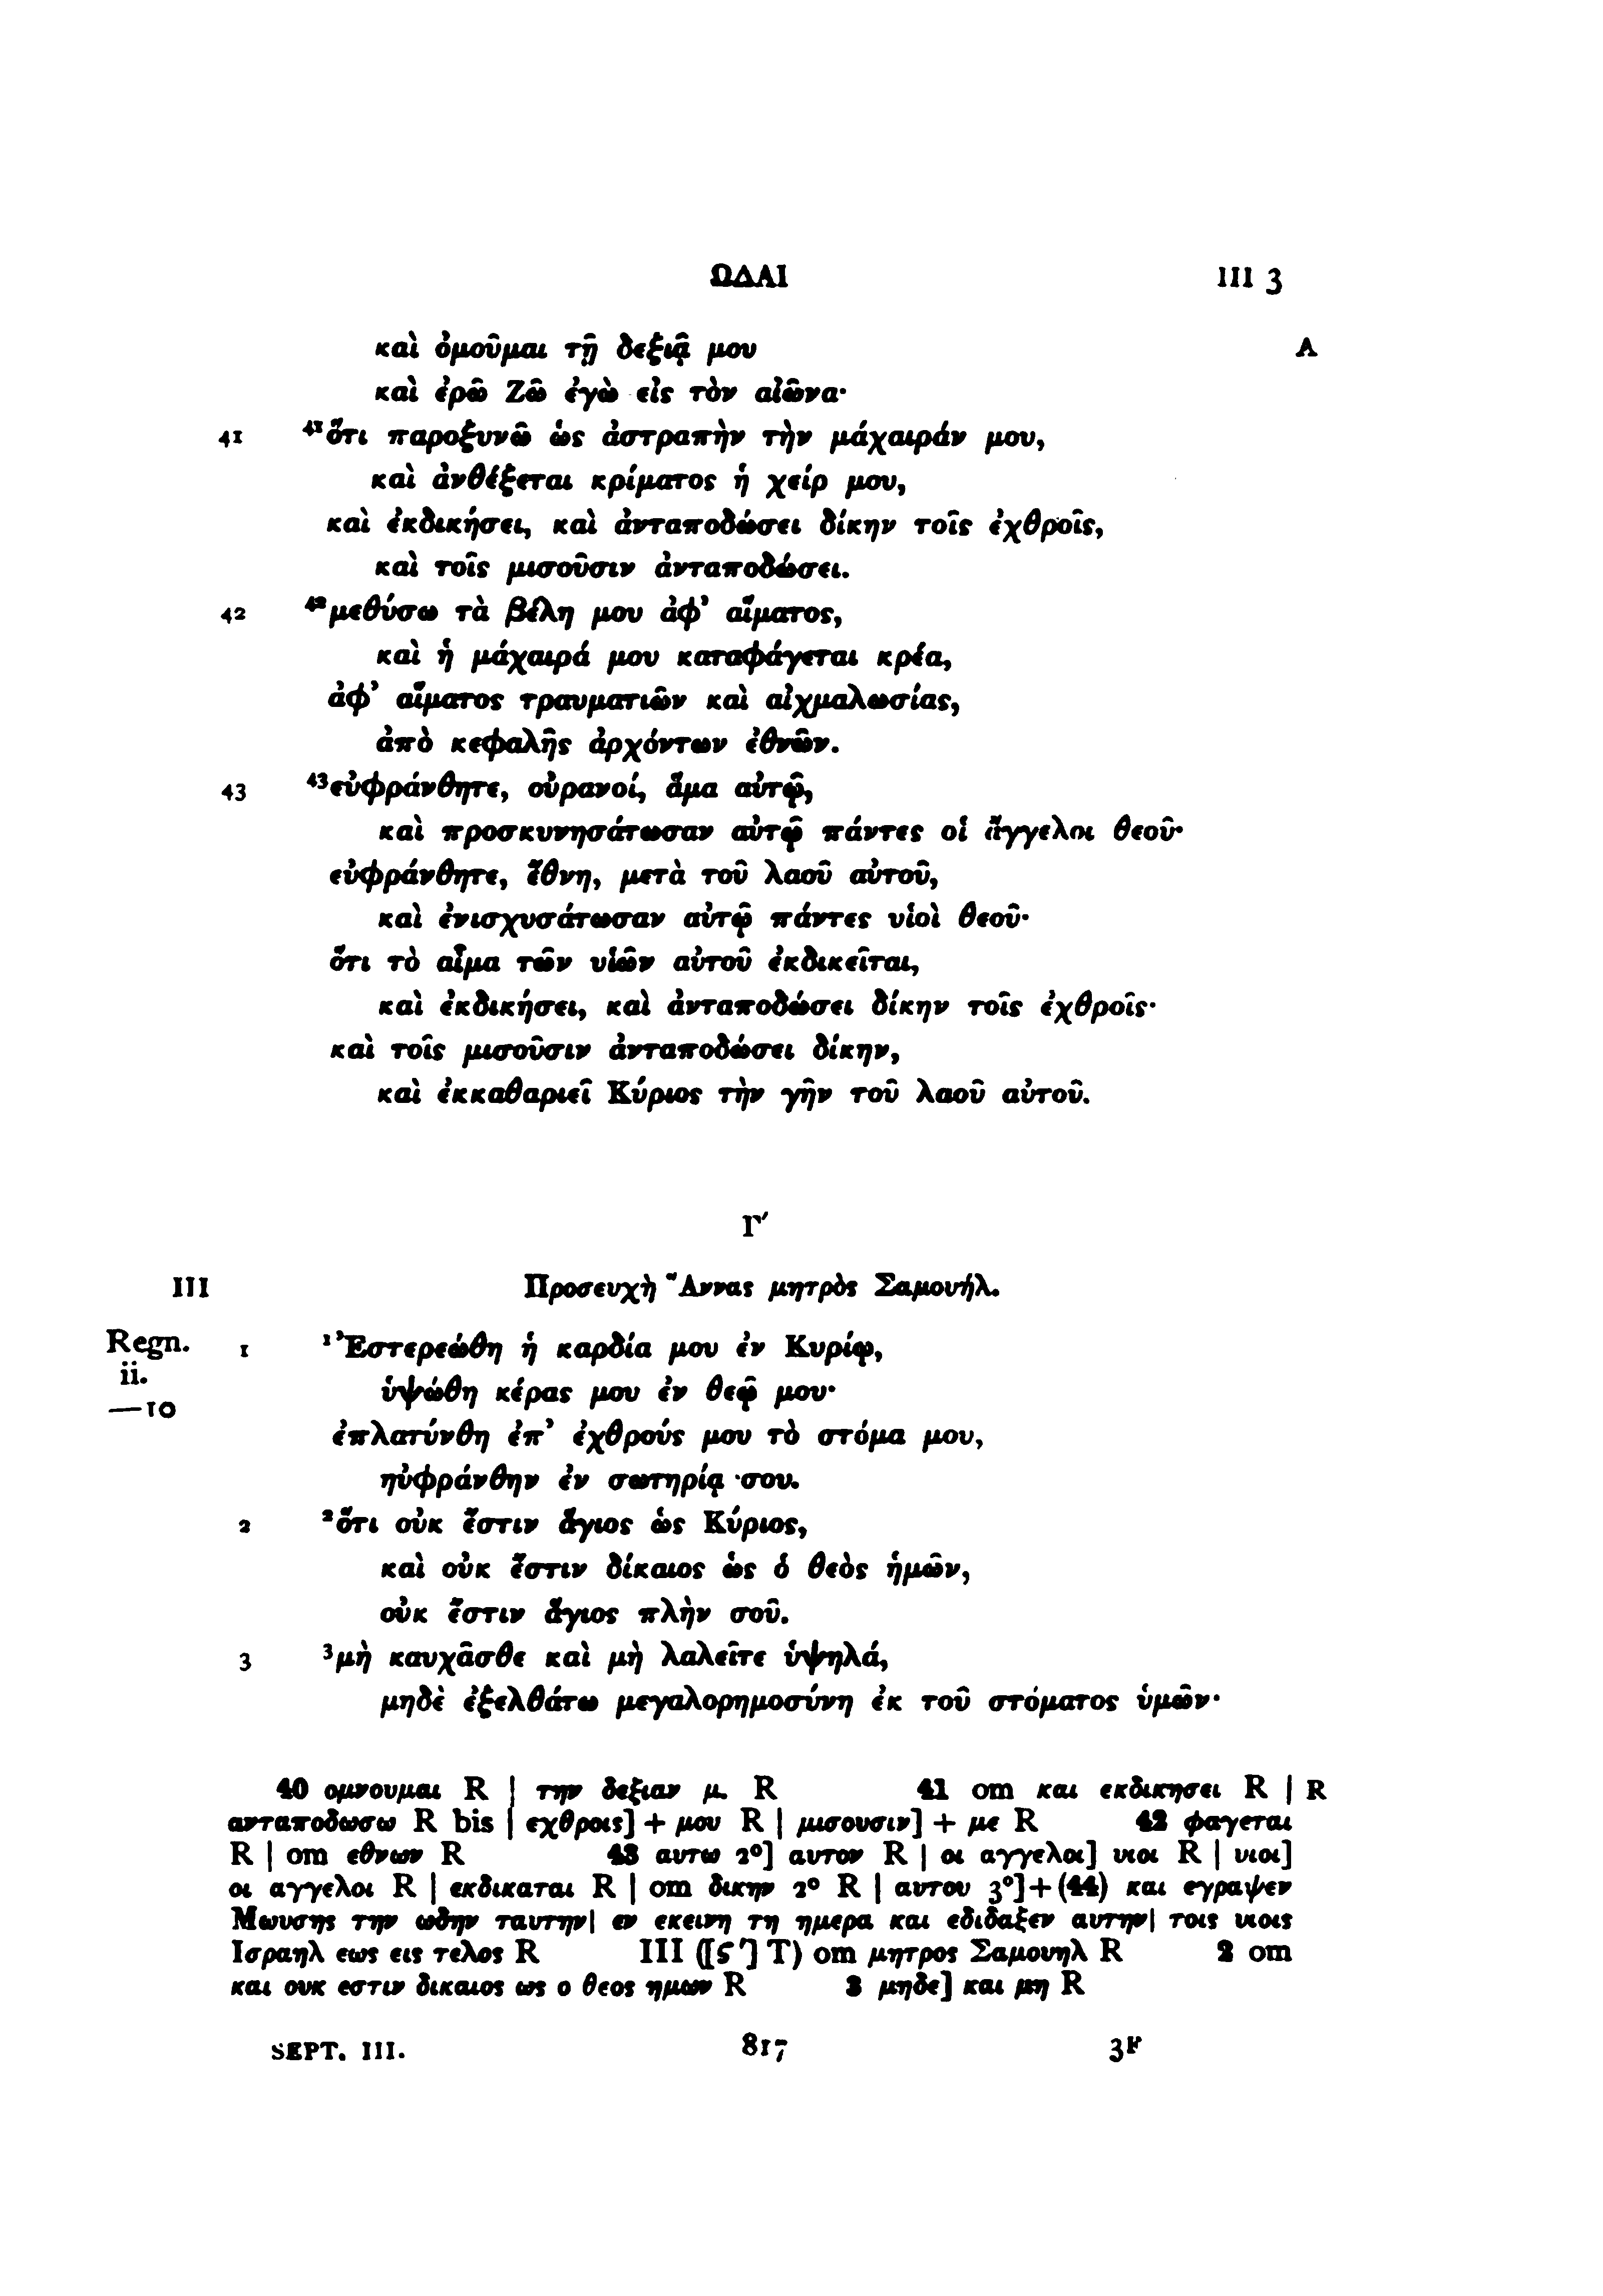 ΩΔΑΙ III 3
καὶ ὀμοῦμαι τῇ δεξιᾷ μου A
καὶ ἐρῶ Ζῶ ἐγὼ εἰς τὸν αἰῶνα·
41 ⁴¹ὅτι παροξυνῶ ὡς ἀστραπὴν τὴν μάχαιράν μου,
καὶ ἀνθέξεται κρίματος ἡ χείρ μου,
καὶ ἐκδικήσει, καὶ ἀνταποδώσει δίκην τοῖς ἐχθροῖς,
καὶ τοῖς μισοῦσιν ἀνταποδώσει.
42 ⁴²μεθύσω τὰ βέλη μου ἀφ’ αἵματος,
καὶ ἡ μάχαιρά μου καταφάγεται κρέα,
ἀφ’ αἵματος τραυματιῶν καὶ αἰχμαλωσίας,
ἀπὸ κεφαλῆς ἀρχόντων ἐθνῶν.
43 ⁴³εὐφράνθητε, οὐρανοί, ἅμα αὐτῷ,
καὶ προσκυνησάτωσαν αὐτῷ πάντες οἱ ἄγγελοι θεοῦ·
εὐφράνθητε, ἔθνη, μετὰ τοῦ λαοῦ αὐτοῦ,
καὶ ἐνισχυσάτωσαν αὐτῷ πάντες υἱοὶ θεοῦ·
ὅτι τὸ αἷμα τῶν υἱῶν αὐτοῦ ἐκδικεῖται,
καὶ ἐκδικήσει, καὶ ἀνταποδώσει δίκην τοῖς ἐχθροῖς·
καὶ τοῖς μισοῦσιν ἀνταποδώσει δίκην,
καὶ ἐκκαθαριεῖ Κύριος τὴν γῆν τοῦ λαοῦ αὐτοῦ.
Γ′
III Προσευχὴ Ἅννας μητρὸς Σαμουήλ.
Regn. 1 ¹Ἐστερεώθη ἡ καρδία μου ἐν Κυρίῳ,
ii. ὑψώθη κέρας μου ἐν θεῷ μου·
—10
ἐπλατύνθη ἐπ’ ἐχθρούς μου τὸ στόμα μου,
ηὐφράνθην ἐν σωτηρίᾳ σου.
2 ²ὅτι οὐκ ἔστιν ἅγιος ὡς Κύριος,
καὶ οὐκ ἔστιν δίκαιος ὡς ὁ θεὸς ἡμῶν,
οὐκ ἔστιν ἅγιος πλὴν σοῦ.
3 ³μὴ καυχᾶσθε καὶ μὴ λαλεῖτε ὑψηλά,
μηδὲ ἐξελθάτω μεγαλορημοσύνη ἐκ τοῦ στόματος ὑμῶν·
40 ομνουμαι R | την δεξιαν μ. R 41 om και εκδικησει R | R
ανταποδωσω R bis | εχθροις] + μου R | μισουσιν] + με R 42 φαγεται
R | om εθνων R 43 αυτω 2°] αυτον R | οι αγγελοι] υιοι R | υιοι]
οι αγγελοι R | εκδικαται R | om δικην 2° R | αυτου 3°]+(44) και εγραψεν
Μωυσης την ωδην ταυτην| εν εκεινη τη ημερα και εδιδαξεν αυτην| τοις υιοις
Ισραηλ εως εις τελος R III ([ϛ′] T) om μητρος Σαμουηλ R 2 om
και ουκ εστιν δικαιος ως ο θεος ημων R 3 μηδε] και μη R
SEPT. III. 817 3F